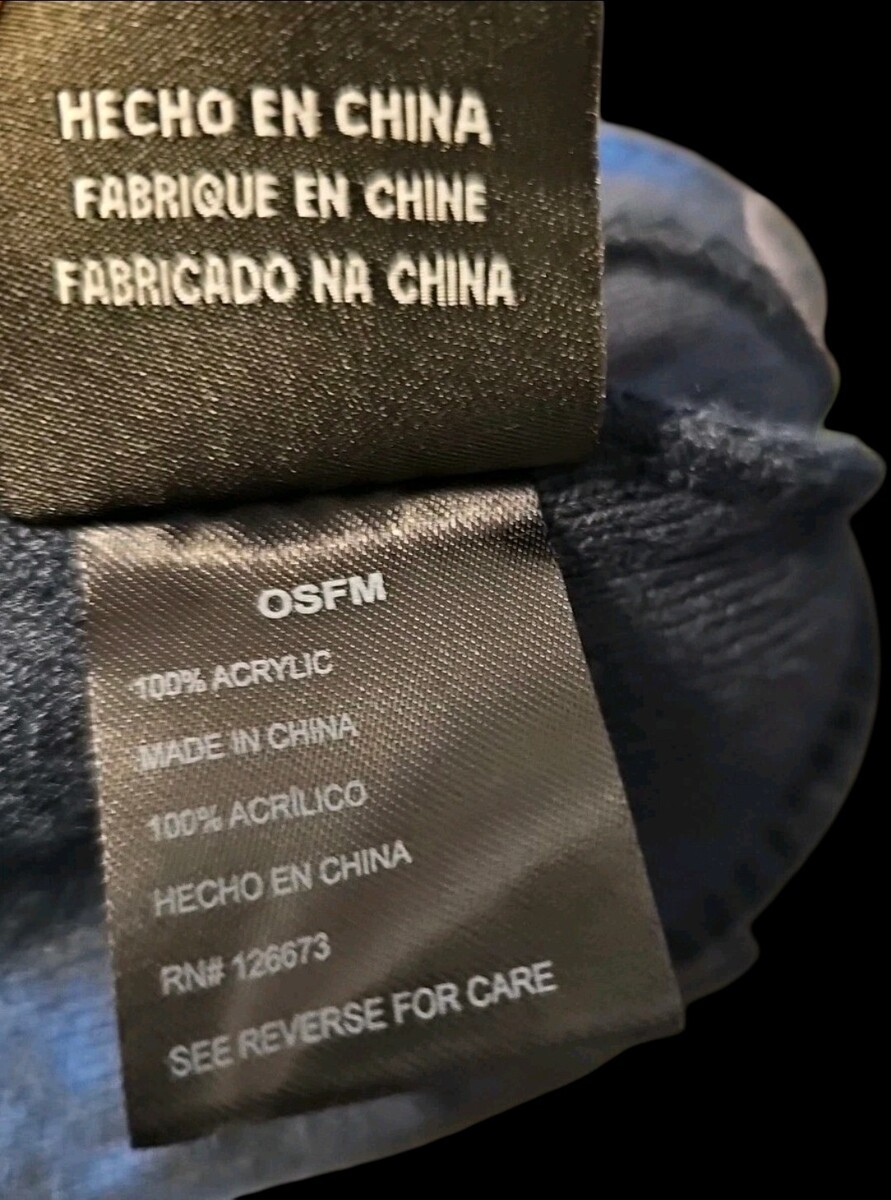 HECHO EN CHINA
FABRIQUE EN CHINE
FABRICADO NA CHINA
OSFM
100% ACRYLIC
MADE IN CHINA
100% ACRÍLICO
HECHO EN CHINA
RN# 126673
SEE REVERSE FOR CARE